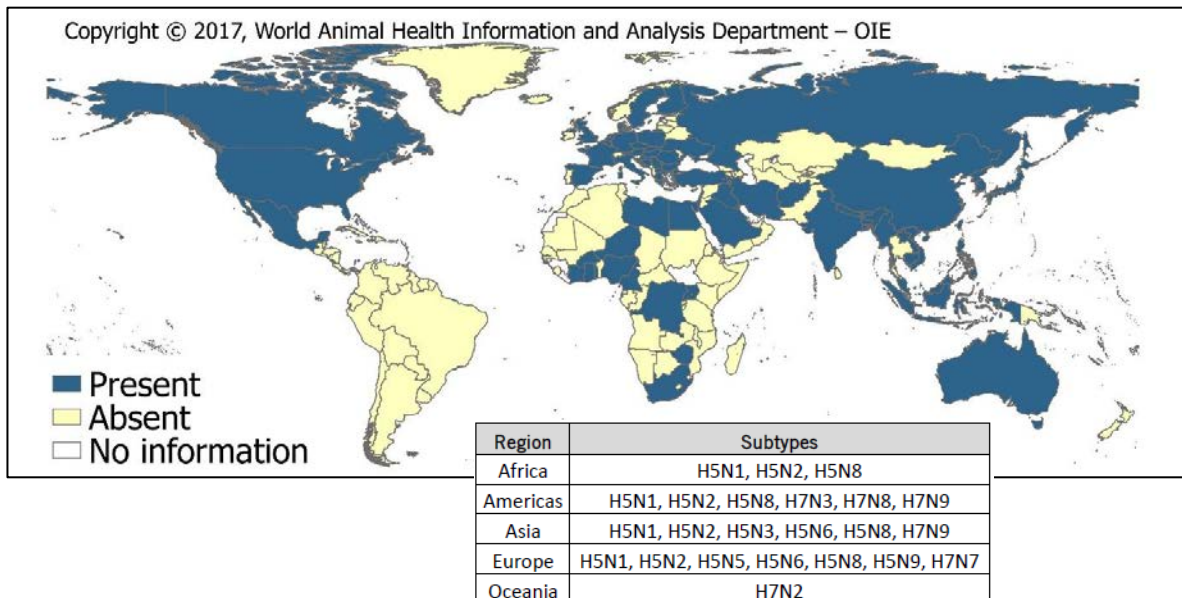 Copyright © 2017, World Animal Health Information and Analysis Department – OIE
Present
Absent
No information
Region Subtypes
Africa H5N1, H5N2, H5N8
Americas H5N1, H5N2, H5N8, H7N3, H7N8, H7N9
Asia H5N1, H5N2, H5N3, H5N6, H5N8, H7N9
Europe H5N1, H5N2, H5N5, H5N6, H5N8, H5N9, H7N7
Oceania H7N2